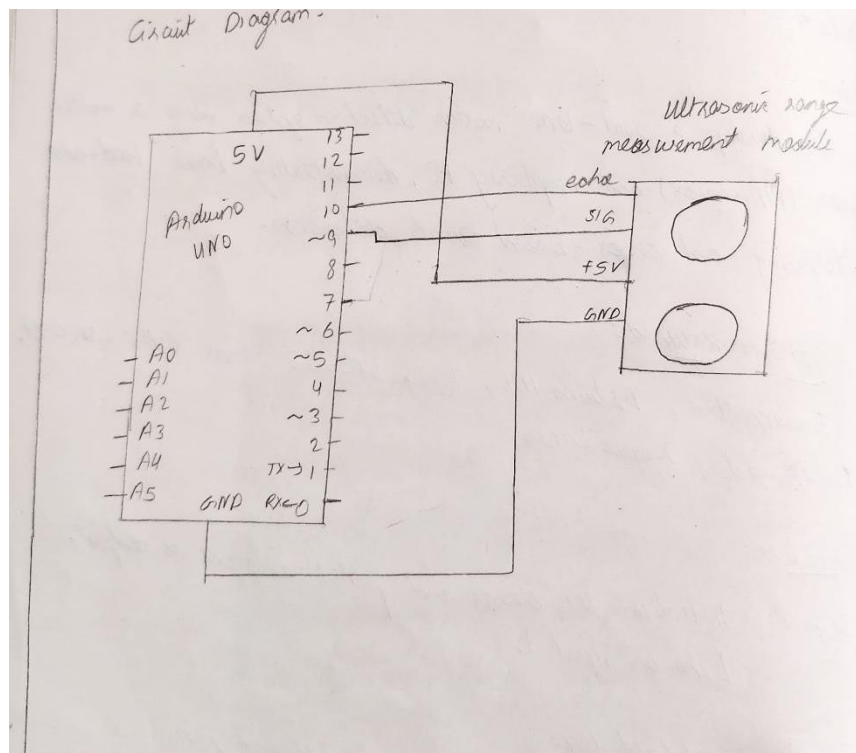 Circuit Diagram.
Ultrasonic range
measurement module
5V
Arduino
UNO
13
12
11
10
~9
8
7
~6
~5
4
~3
2
TX→1
RX←0
A0
A1
A2
A3
A4
A5
GND
echo
SIG
+5V
GND